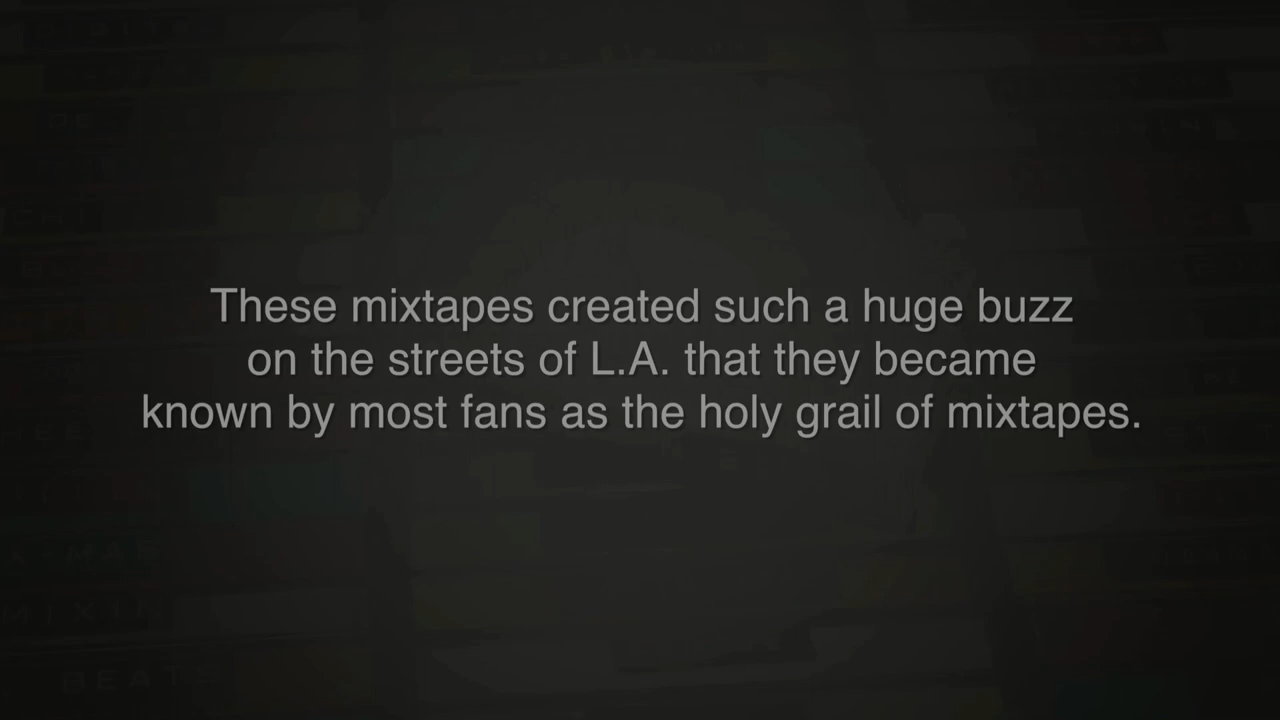 These mixtapes created such a huge buzz
on the streets of L.A. that they became
known by most fans as the holy grail of mixtapes.